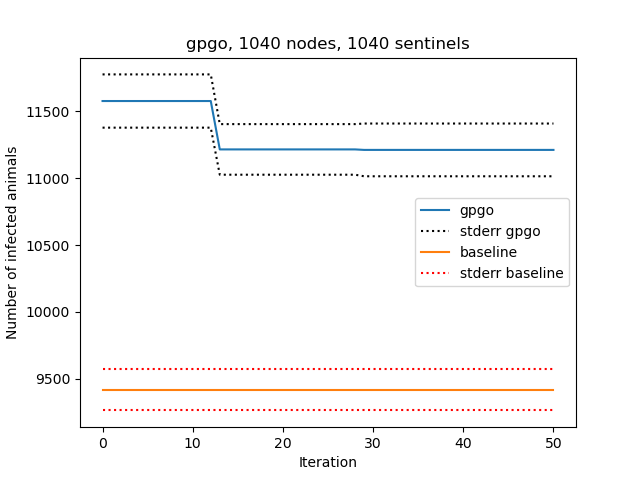 gpgo, 1040 nodes, 1040 sentinels
Number of infected animals
11500
11000
10500
10000
9500
gpgo
stderr gpgo
baseline
stderr baseline
0 10 20 30 40 50
Iteration